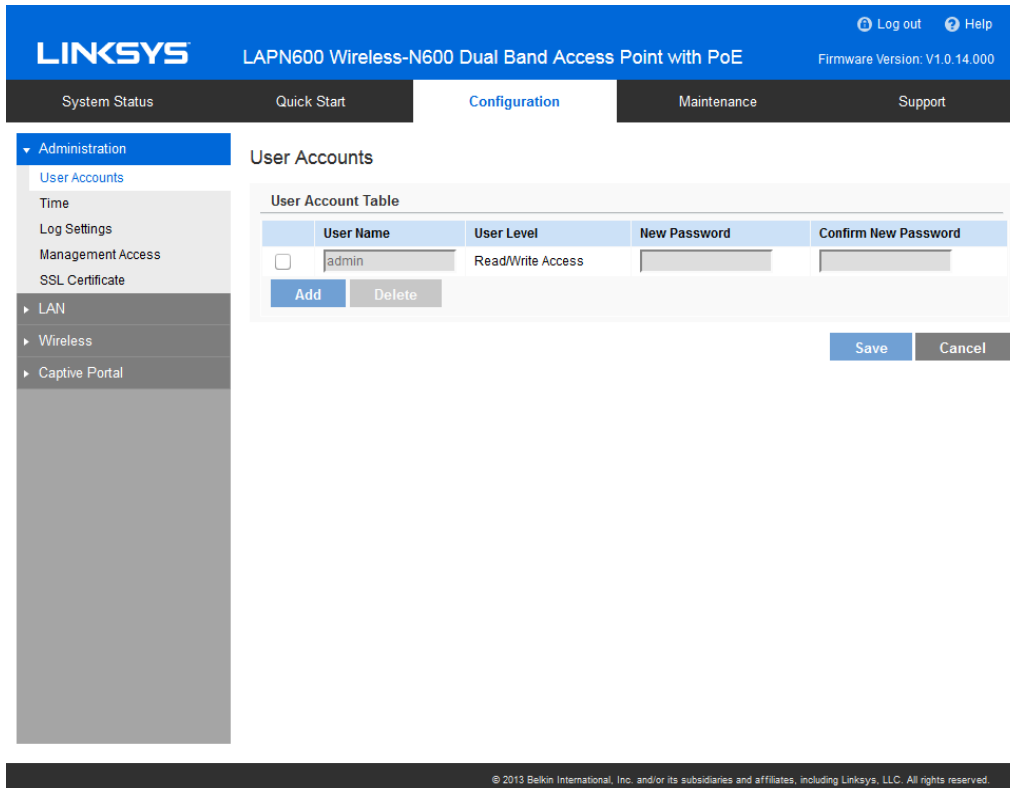 Log out Help
LINKSYS LAPN600 Wireless-N600 Dual Band Access Point with PoE Firmware Version: V1.0.14.000
System Status Quick Start Configuration Maintenance Support
Administration
User Accounts
Time
Log Settings
Management Access
SSL Certificate
LAN
Wireless
Captive Portal
User Accounts
User Account Table
User Name User Level New Password Confirm New Password
admin Read/Write Access
Add Delete
Save Cancel
© 2013 Belkin International, Inc. and/or its subsidiaries and affiliates, including Linksys, LLC. All rights reserved.